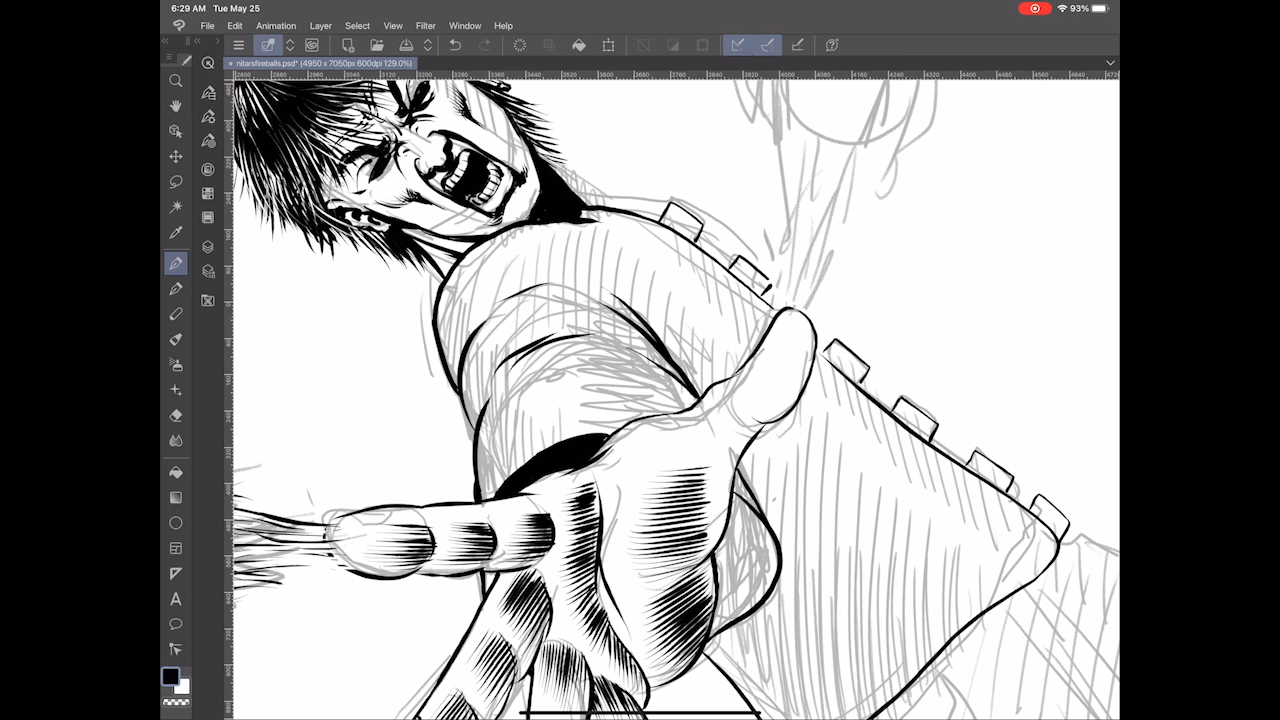 6:29 AM Tue May 25
93%
File Edit Animation Layer Select View Filter Window Help
nitarsfireballs.psd* (4950 x 7050px 600dpi 129.0%)